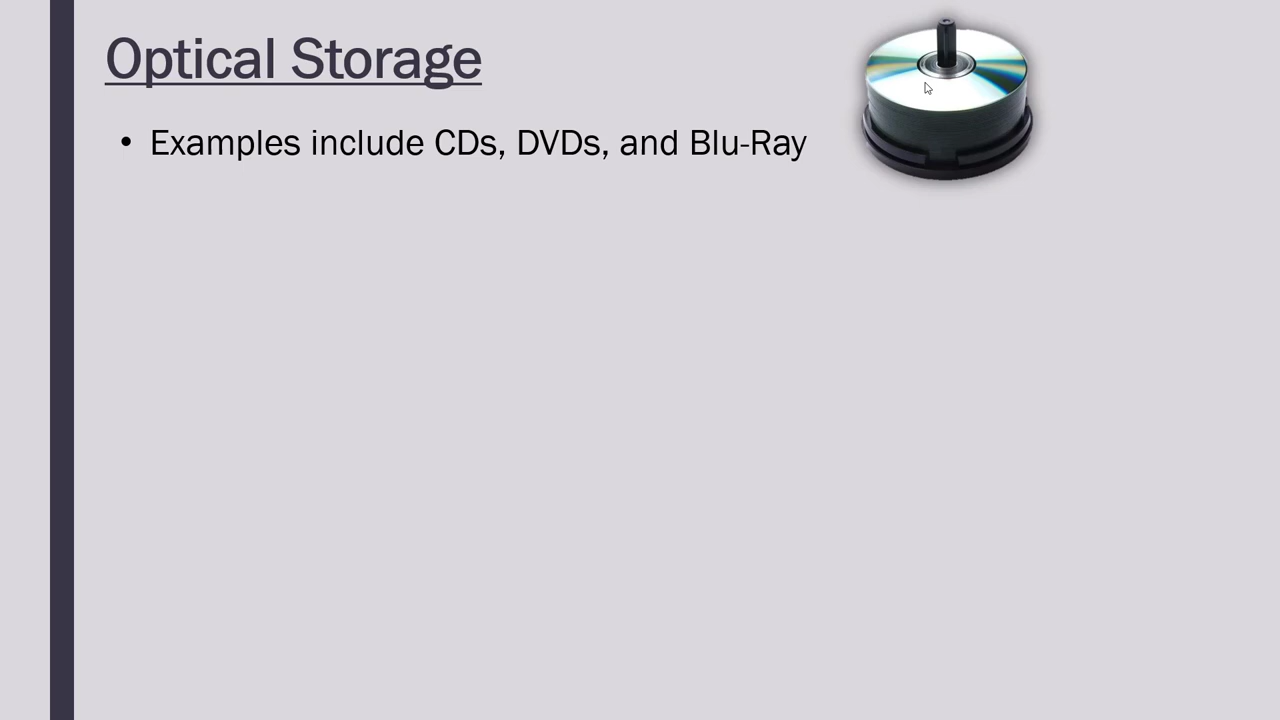 Optical Storage
• Examples include CDs, DVDs, and Blu-Ray